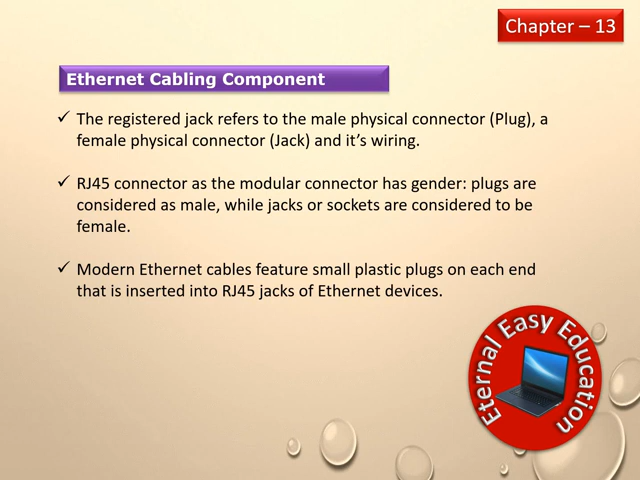 Chapter – 13
Ethernet Cabling Component
✓ The registered jack refers to the male physical connector (Plug), a
female physical connector (Jack) and it’s wiring.
✓ RJ45 connector as the modular connector has gender: plugs are
considered as male, while jacks or sockets are considered to be
female.
✓ Modern Ethernet cables feature small plastic plugs on each end
that is inserted into RJ45 jacks of Ethernet devices.
Eternal Easy Education